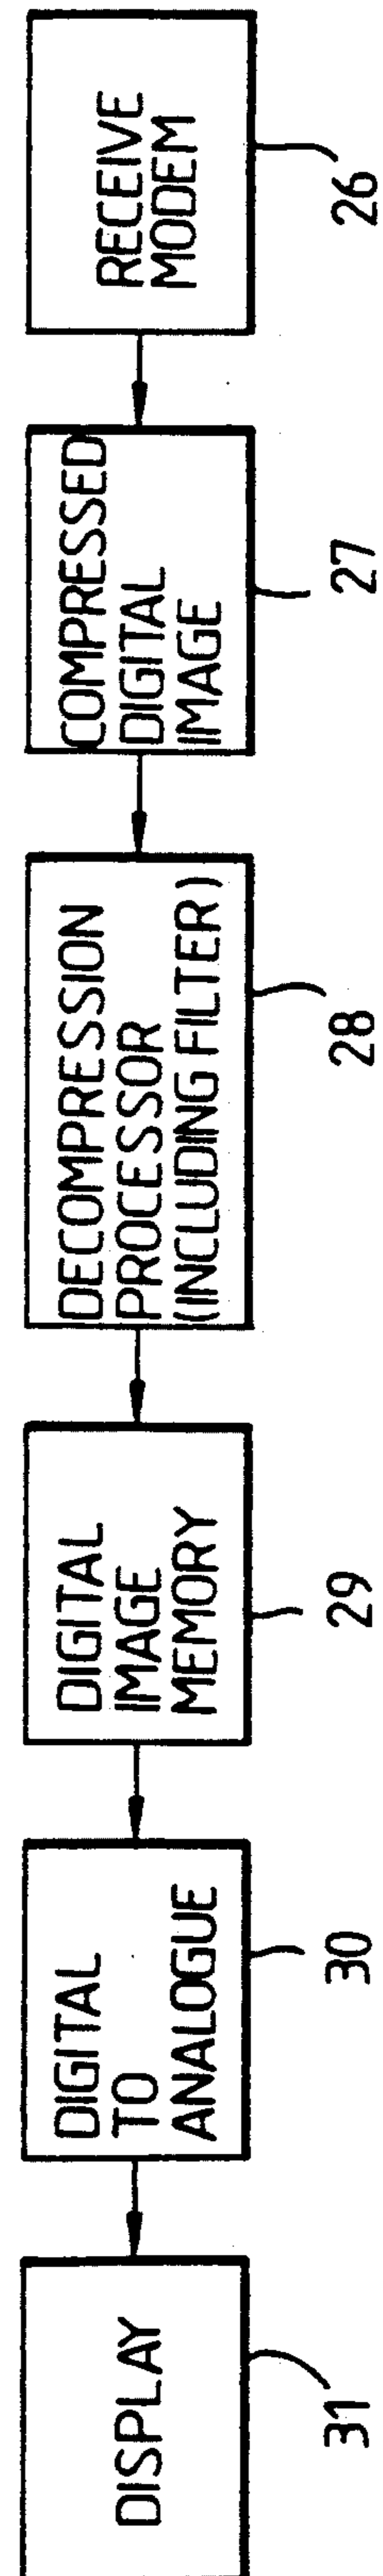 RECEIVE
MODEM
26
COMPRESSED
DIGITAL
IMAGE
27
DECOMPRESSION
PROCESSOR
(INCLUDING FILTER)
28
DIGITAL
IMAGE
MEMORY
29
DIGITAL
TO
ANALOGUE
30
DISPLAY
31